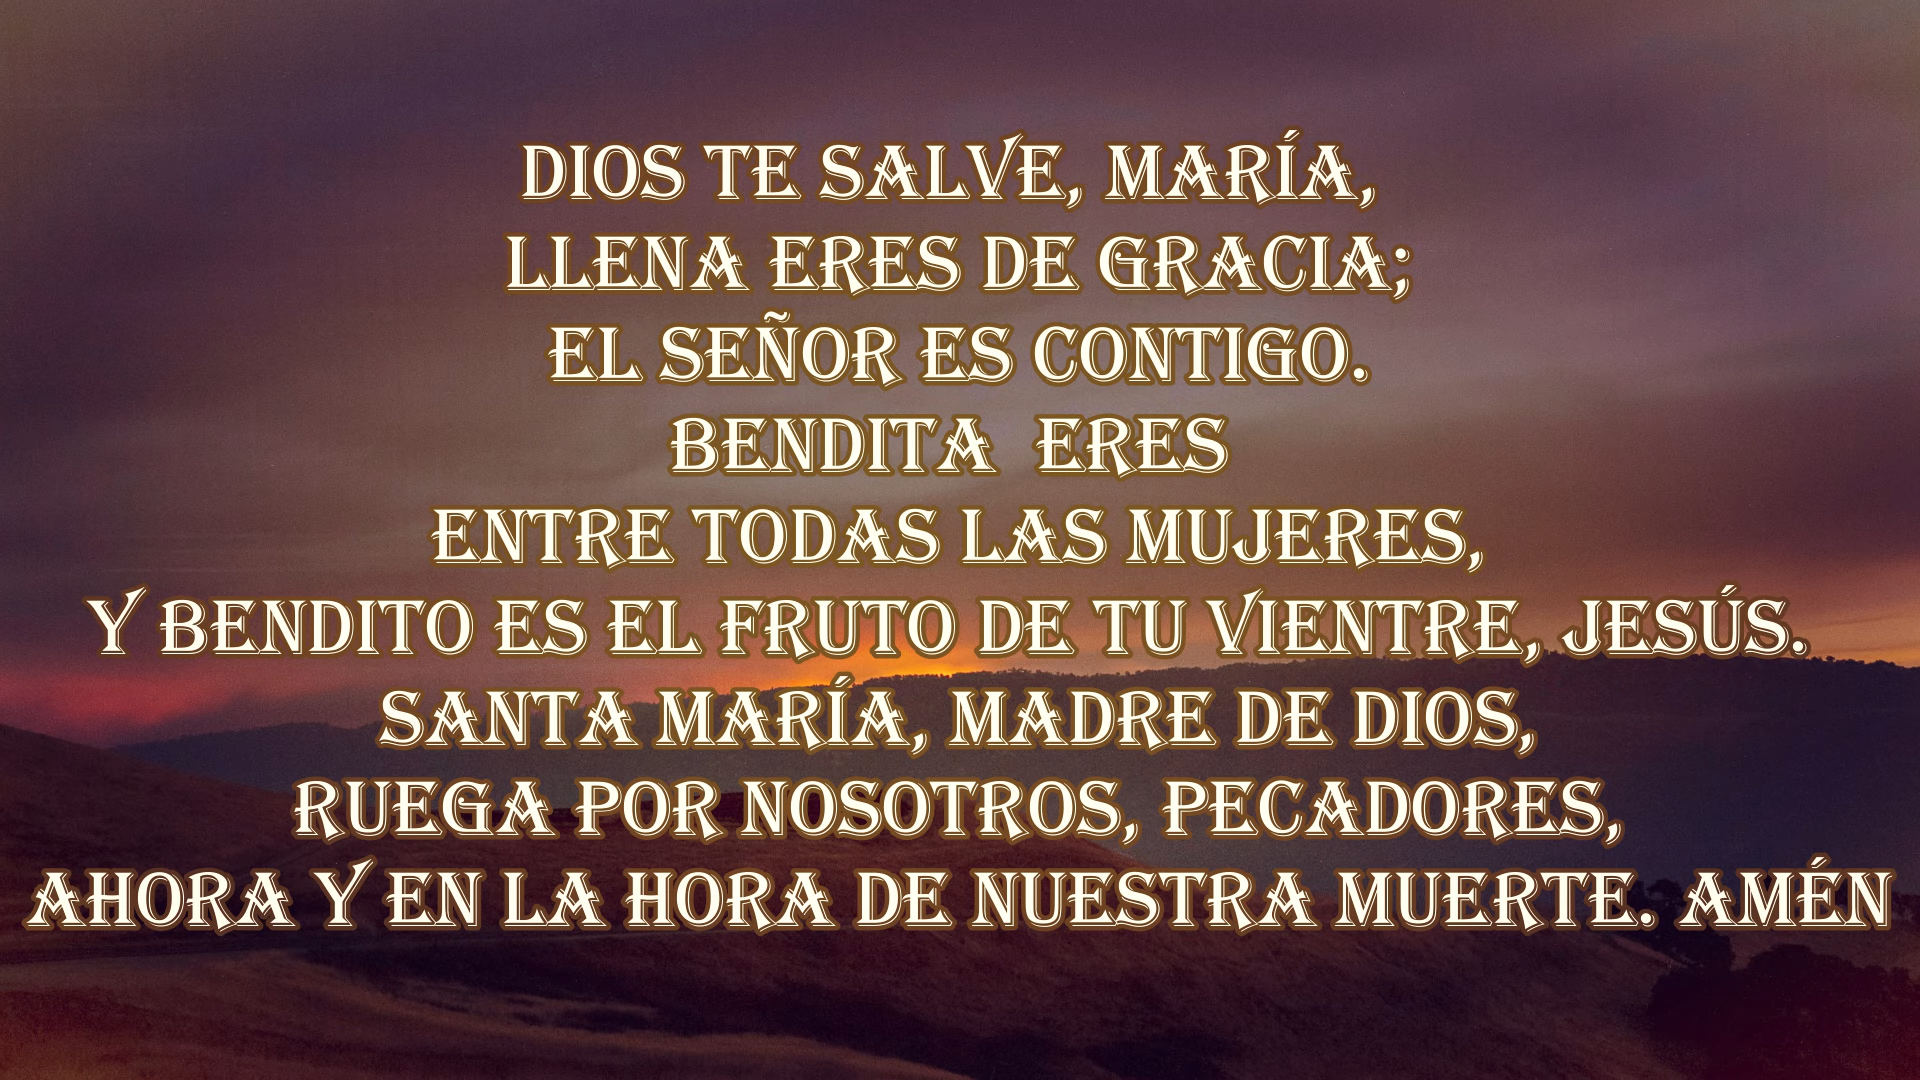 DIOS TE SALVE, MARÍA,
LLENA ERES DE GRACIA;
EL SEÑOR ES CONTIGO.
BENDITA  ERES
ENTRE TODAS LAS MUJERES,
Y BENDITO ES EL FRUTO DE TU VIENTRE, JESÚS.
SANTA MARÍA, MADRE DE DIOS,
RUEGA POR NOSOTROS, PECADORES,
AHORA Y EN LA HORA DE NUESTRA MUERTE. AMÉN